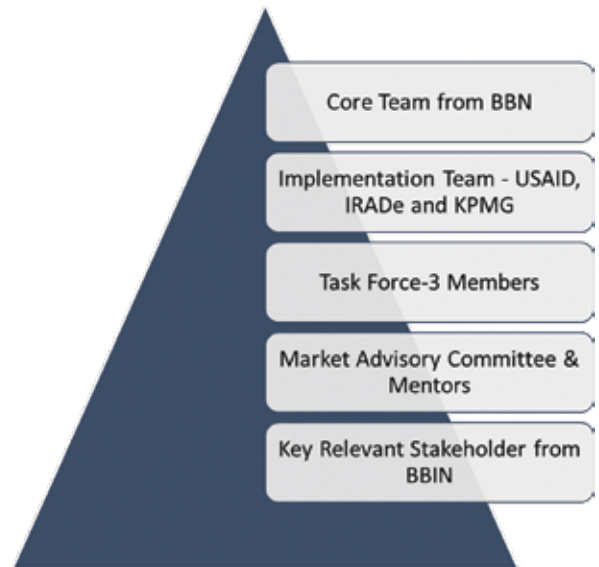 Core Team from BBN
Implementation Team - USAID,
IRADe and KPMG
Task Force-3 Members
Market Advisory Committee &
Mentors
Key Relevant Stakeholder from
BBIN